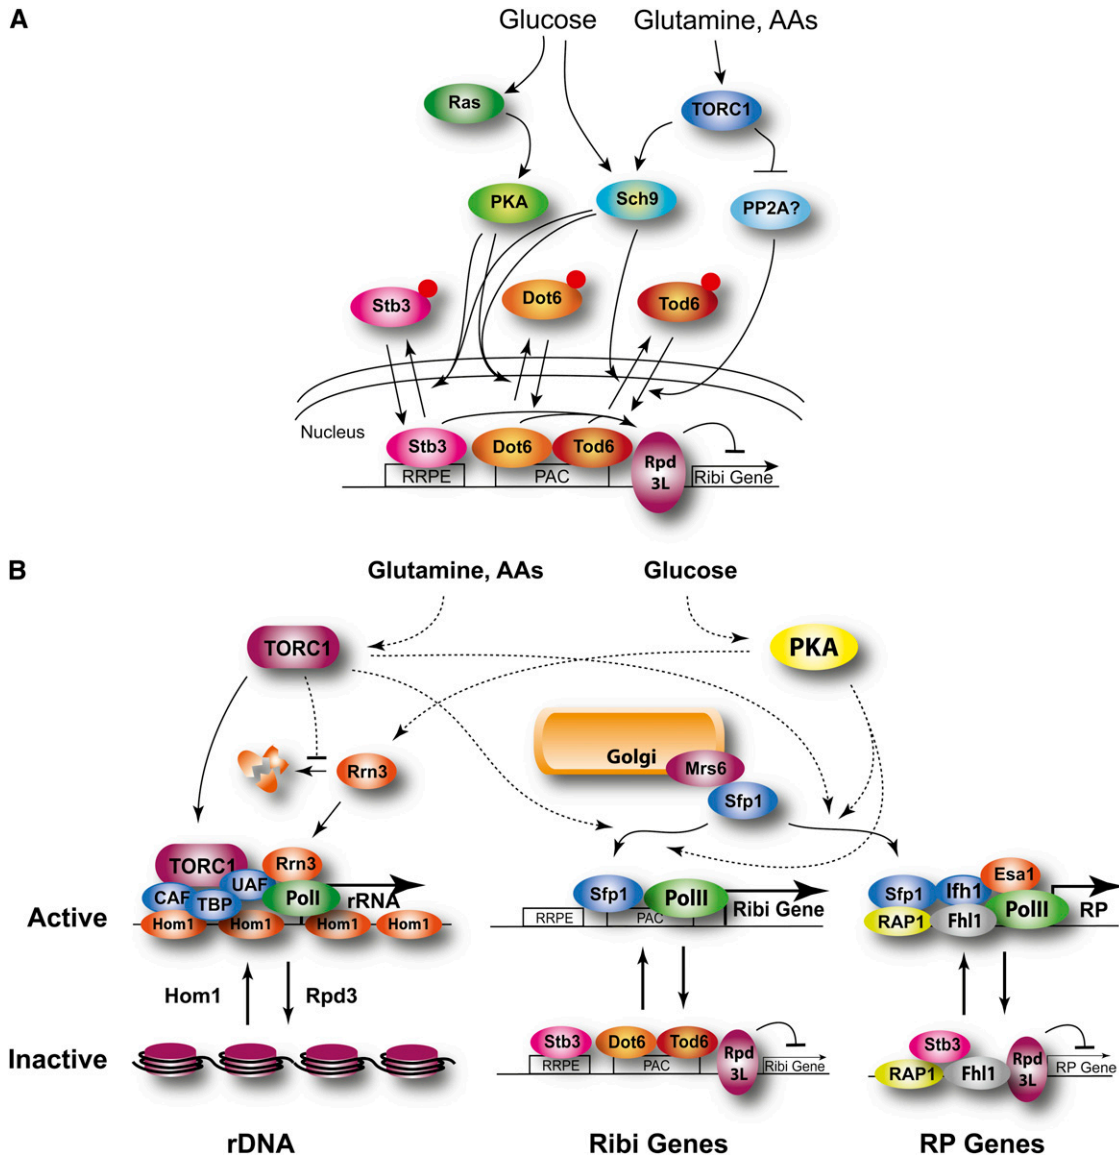 A
Glucose
Glutamine, AAs
Ras
TORC1
PKA
Sch9
PP2A?
Stb3
Dot6
Tod6
Nucleus
Stb3
Dot6
Tod6
Rpd
3L
RRPE
PAC
Ribi Gene
B
Glutamine, AAs
Glucose
TORC1
PKA
Golgi
Mrs6
Rrn3
Sfp1
TORC1
Rrn3
CAF
TBP
UAF
PolI
rRNA
Active
Hom1
Hom1
Hom1
Hom1
Sfp1
PolII
Ribi Gene
RRPE
PAC
Sfp1
Ifh1
Esa1
RAP1
Fhl1
PolII
RP
Hom1
Rpd3
Inactive
Stb3
Dot6
Tod6
Rpd
3L
RRPE
PAC
Ribi Gene
Stb3
RAP1
Fhl1
Rpd
3L
RP Gene
rDNA
Ribi Genes
RP Genes